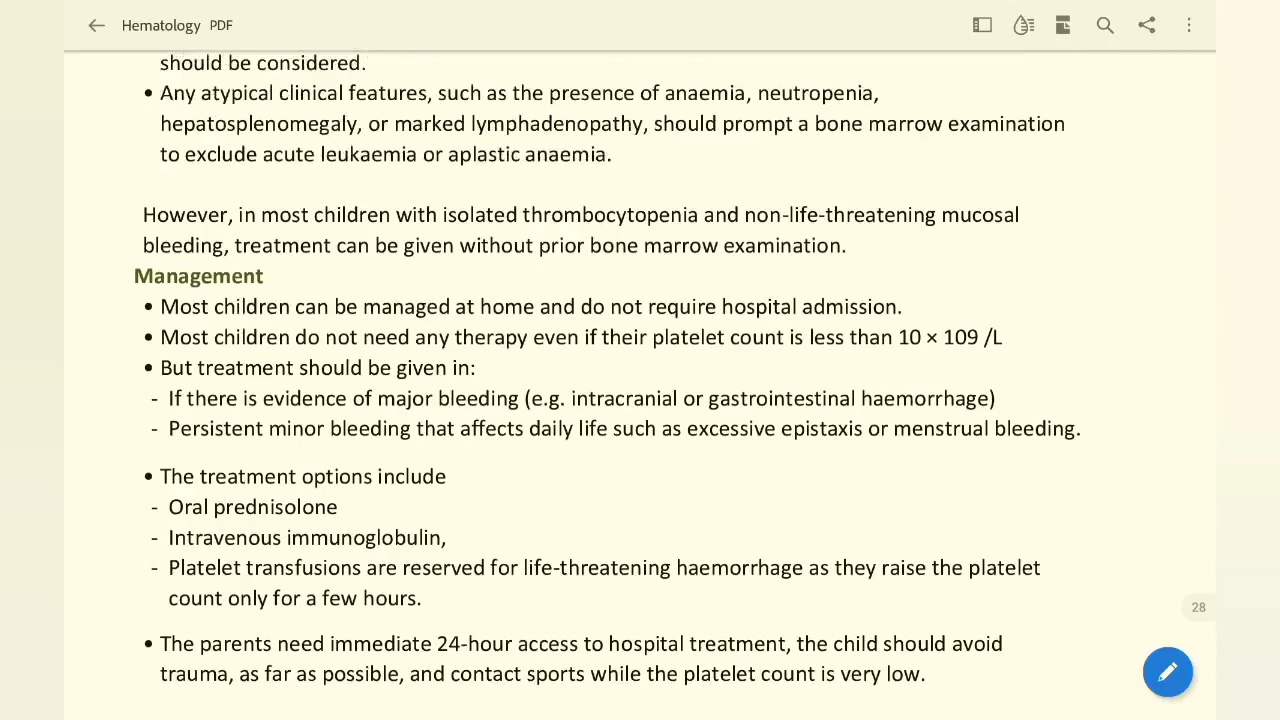 Hematology PDF
should be considered.
• Any atypical clinical features, such as the presence of anaemia, neutropenia,
hepatosplenomegaly, or marked lymphadenopathy, should prompt a bone marrow examination
to exclude acute leukaemia or aplastic anaemia.
However, in most children with isolated thrombocytopenia and non-life-threatening mucosal
bleeding, treatment can be given without prior bone marrow examination.
Management
• Most children can be managed at home and do not require hospital admission.
• Most children do not need any therapy even if their platelet count is less than 10 × 109 /L
• But treatment should be given in:
- If there is evidence of major bleeding (e.g. intracranial or gastrointestinal haemorrhage)
- Persistent minor bleeding that affects daily life such as excessive epistaxis or menstrual bleeding.
• The treatment options include
- Oral prednisolone
- Intravenous immunoglobulin,
- Platelet transfusions are reserved for life-threatening haemorrhage as they raise the platelet
count only for a few hours.
28
• The parents need immediate 24-hour access to hospital treatment, the child should avoid
trauma, as far as possible, and contact sports while the platelet count is very low.